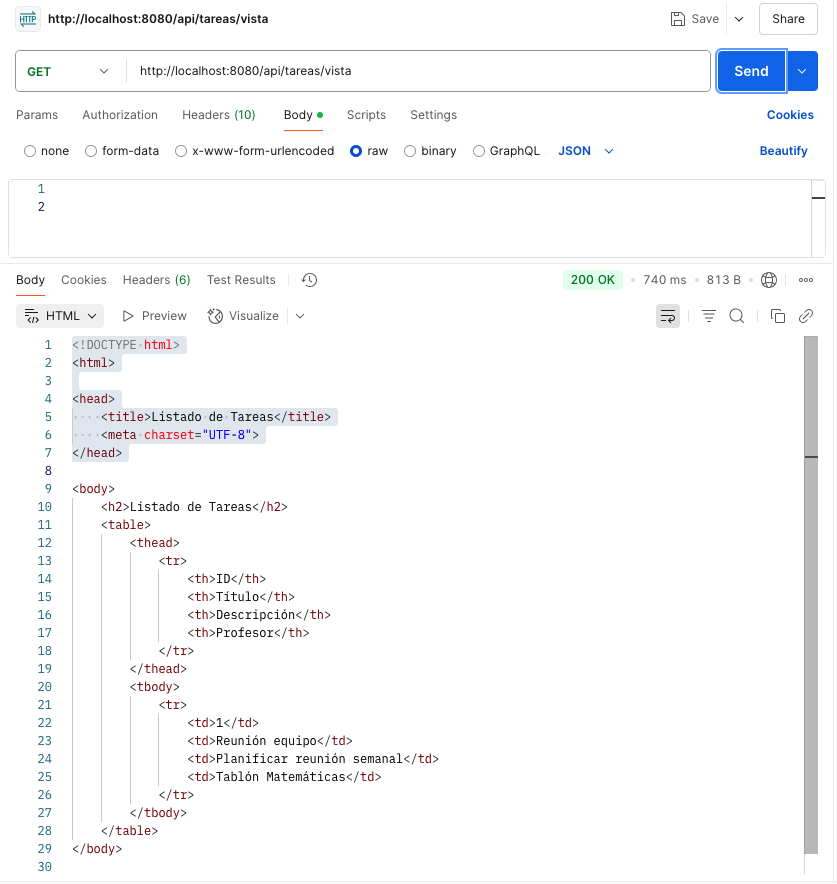 HTTP http://localhost:8080/api/tareas/vista Save Share
GET http://localhost:8080/api/tareas/vista Send
Params Authorization Headers (10) Body Scripts Settings Cookies
none form-data x-www-form-urlencoded raw binary GraphQL JSON Beautify
1
2
Body Cookies Headers (6) Test Results 200 OK 740 ms 813 B
HTML Preview Visualize
1 <!DOCTYPE html>
2 <html>
3
4 <head>
5 <title>Listado de Tareas</title>
6 <meta charset="UTF-8">
7 </head>
8
9 <body>
10 <h2>Listado de Tareas</h2>
11 <table>
12 <thead>
13 <tr>
14 <th>ID</th>
15 <th>Título</th>
16 <th>Descripción</th>
17 <th>Profesor</th>
18 </tr>
19 </thead>
20 <tbody>
21 <tr>
22 <td>1</td>
23 <td>Reunión equipo</td>
24 <td>Planificar reunión semanal</td>
25 <td>Tablón Matemáticas</td>
26 </tr>
27 </tbody>
28 </table>
29 </body>
30